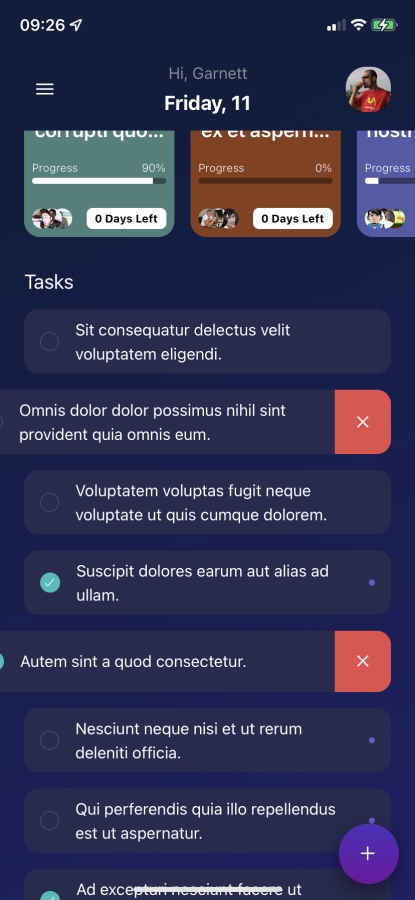 09:26
Hi, Garnett
Friday, 11
corrupti quo...
ex et aspern...
nostr
Progress 90%
Progress 0%
Progress
0 Days Left
0 Days Left
Tasks
Sit consequatur delectus velit
voluptatem eligendi.
Omnis dolor dolor possimus nihil sint
provident quia omnis eum.
Voluptatem voluptas fugit neque
voluptate ut quis cumque dolorem.
Suscipit dolores earum aut alias ad
ullam.
Autem sint a quod consectetur.
Nesciunt neque nisi et ut rerum
deleniti officia.
Qui perferendis quia illo repellendus
est ut aspernatur.
Ad excepturi nesciunt facere ut